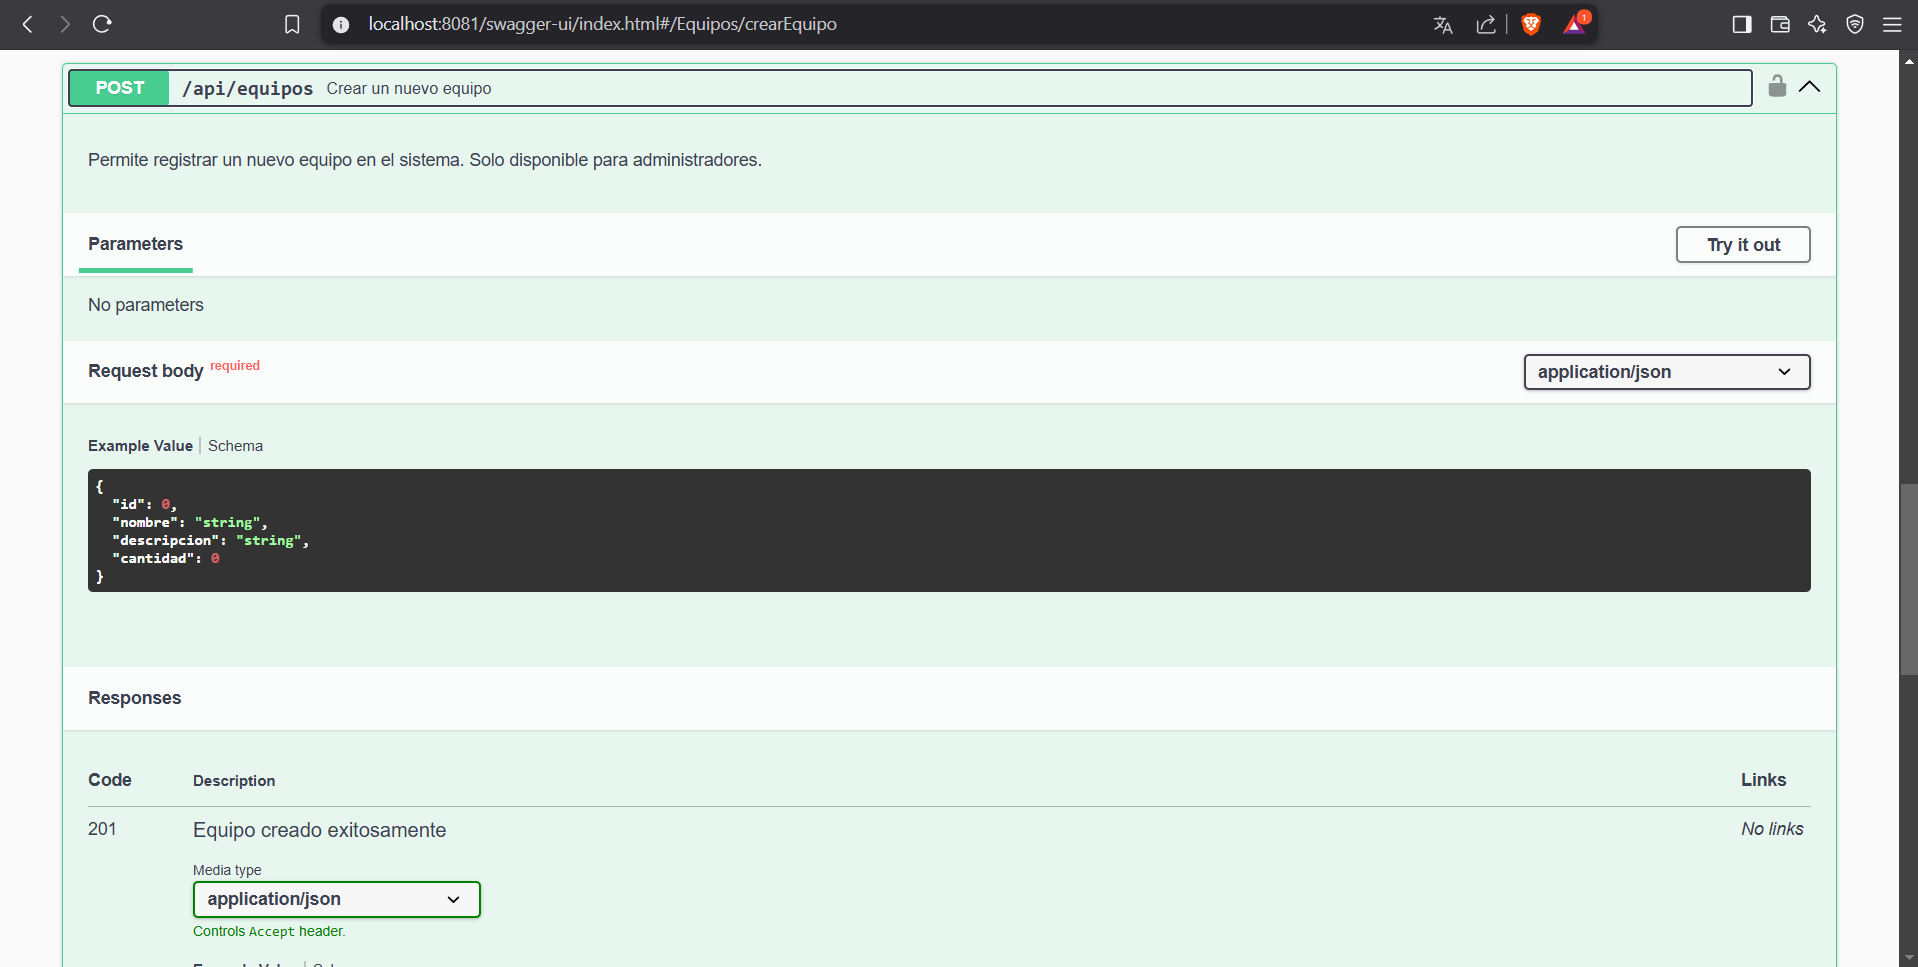 localhost:8081/swagger-ui/index.html#/Equipos/crearEquipo
1
POST /api/equipos Crear un nuevo equipo
Permite registrar un nuevo equipo en el sistema. Solo disponible para administradores.
Parameters
Try it out
No parameters
Request body required
application/json
Example Value | Schema
{
  "id": 0,
  "nombre": "string",
  "descripcion": "string",
  "cantidad": 0
}
Responses
Code Description Links
201 Equipo creado exitosamente No links
Media type
application/json
Controls Accept header.